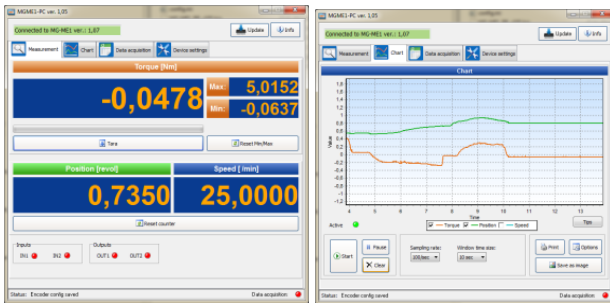 MGME1-PC ver. 1,05
Connected to MG-ME1 ver.: 1,07
Update
Info
Measurement
Chart
Data acquisition
Device settings
Torque [Nm]
-0,0478
Max: 5,0152
Min: -0,0637
Tara
Reset Min/Max
Position [revol]
Speed [/min]
0,7350
25,0000
Reset counter
Inputs
Outputs
IN1
IN2
OUT1
OUT2
Status: Encoder config saved
Data acquisition
MGME1-PC ver. 1,05
Connected to MG-ME1 ver.: 1,07
Update
Info
Measurement
Chart
Data acquisition
Device settings
Chart
1,8
1,6
1,4
1,2
1
0,8
0,6
0,4
0,2
0
-0,2
-0,4
-0,6
-0,8
-1
-1,2
Value
4 5 6 7 8 9 10 11 12 13
Time
Active
Torque
Position
Speed
Tips
Start
Pause
Clear
Sampling rate:
100/sec
Window time size:
10 sec
Print
Options
Save as image
Status: Encoder config saved
Data acquisition